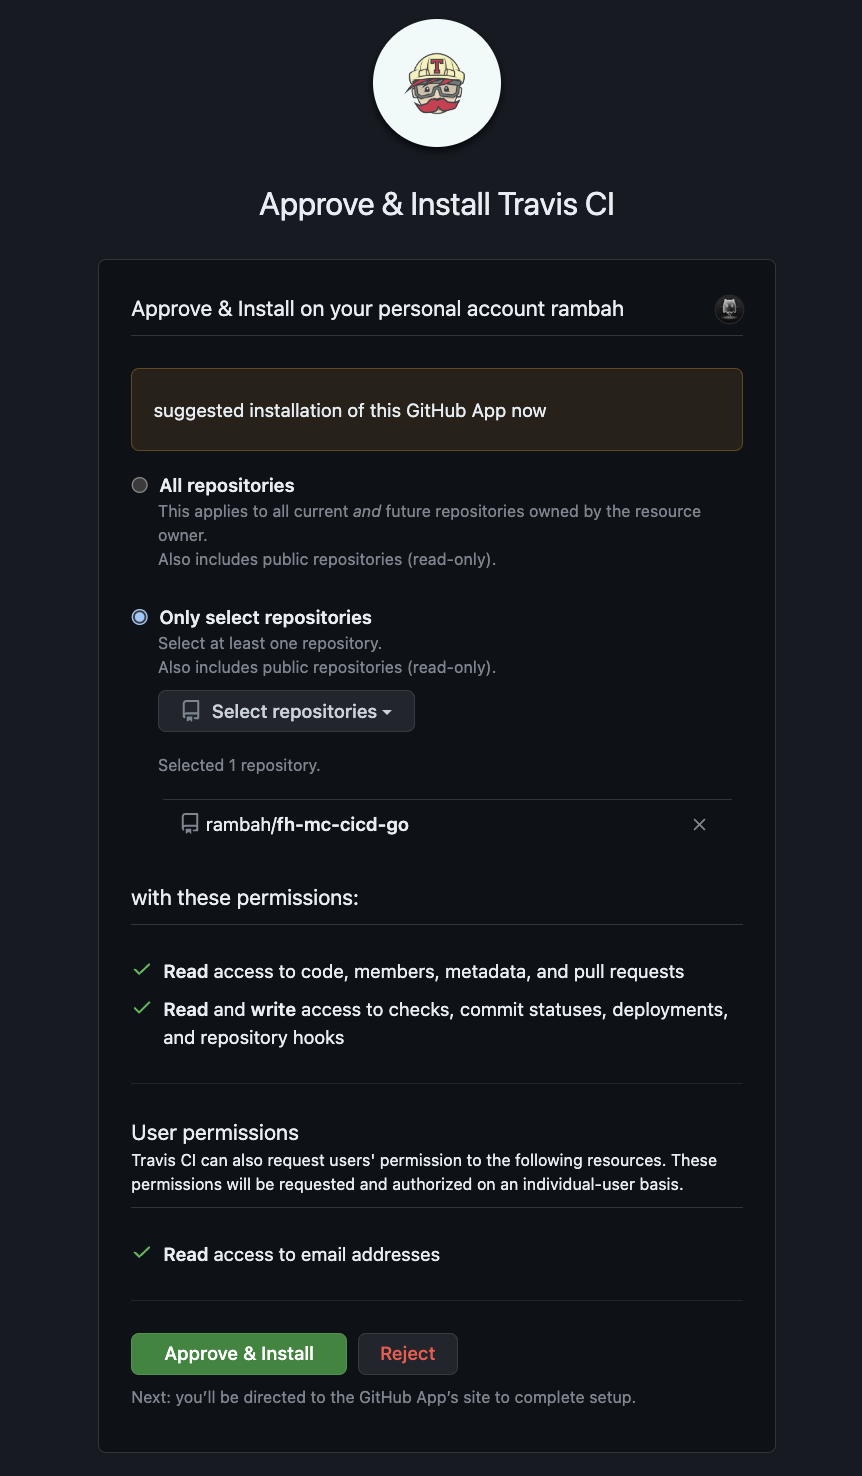 T
Approve & Install Travis CI
Approve & Install on your personal account rambah
suggested installation of this GitHub App now
All repositories
This applies to all current and future repositories owned by the resource
owner.
Also includes public repositories (read-only).
Only select repositories
Select at least one repository.
Also includes public repositories (read-only).
Select repositories
Selected 1 repository.
rambah/fh-mc-cicd-go
with these permissions:
Read access to code, members, metadata, and pull requests
Read and write access to checks, commit statuses, deployments,
and repository hooks
User permissions
Travis CI can also request users' permission to the following resources. These
permissions will be requested and authorized on an individual-user basis.
Read access to email addresses
Approve & Install Reject
Next: you’ll be directed to the GitHub App’s site to complete setup.